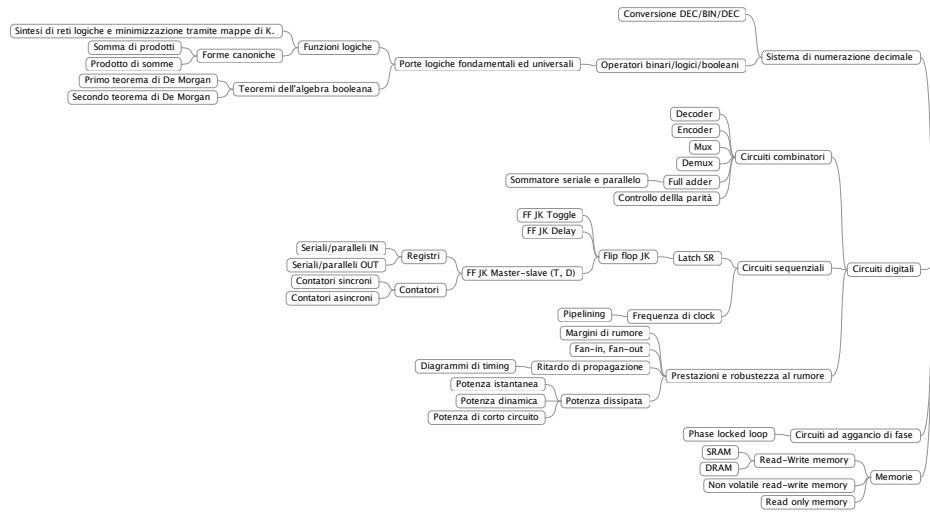 Conversione DEC/BIN/DEC
Sintesi di reti logiche e minimizzazione tramite mappe di K.
Somma di prodotti
Prodotto di somme
Forme canoniche
Funzioni logiche
Primo teorema di De Morgan
Secondo teorema di De Morgan
Teoremi dell'algebra booleana
Porte logiche fondamentali ed universali
Operatori binari/logici/booleani
Sistema di numerazione decimale
Decoder
Encoder
Mux
Demux
Sommatore seriale e parallelo
Full adder
Controllo dellla parità
Circuiti combinatori
FF JK Toggle
FF JK Delay
Seriali/paralleli IN
Seriali/paralleli OUT
Registri
Contatori sincroni
Contatori asincroni
Contatori
FF JK Master-slave (T, D)
Flip flop JK
Latch SR
Pipelining
Frequenza di clock
Circuiti sequenziali
Circuiti digitali
Margini di rumore
Fan-in, Fan-out
Diagrammi di timing
Ritardo di propagazione
Potenza istantanea
Potenza dinamica
Potenza di corto circuito
Potenza dissipata
Prestazioni e robustezza al rumore
Phase locked loop
Circuiti ad aggancio di fase
SRAM
DRAM
Read-Write memory
Non volatile read-write memory
Read only memory
Memorie